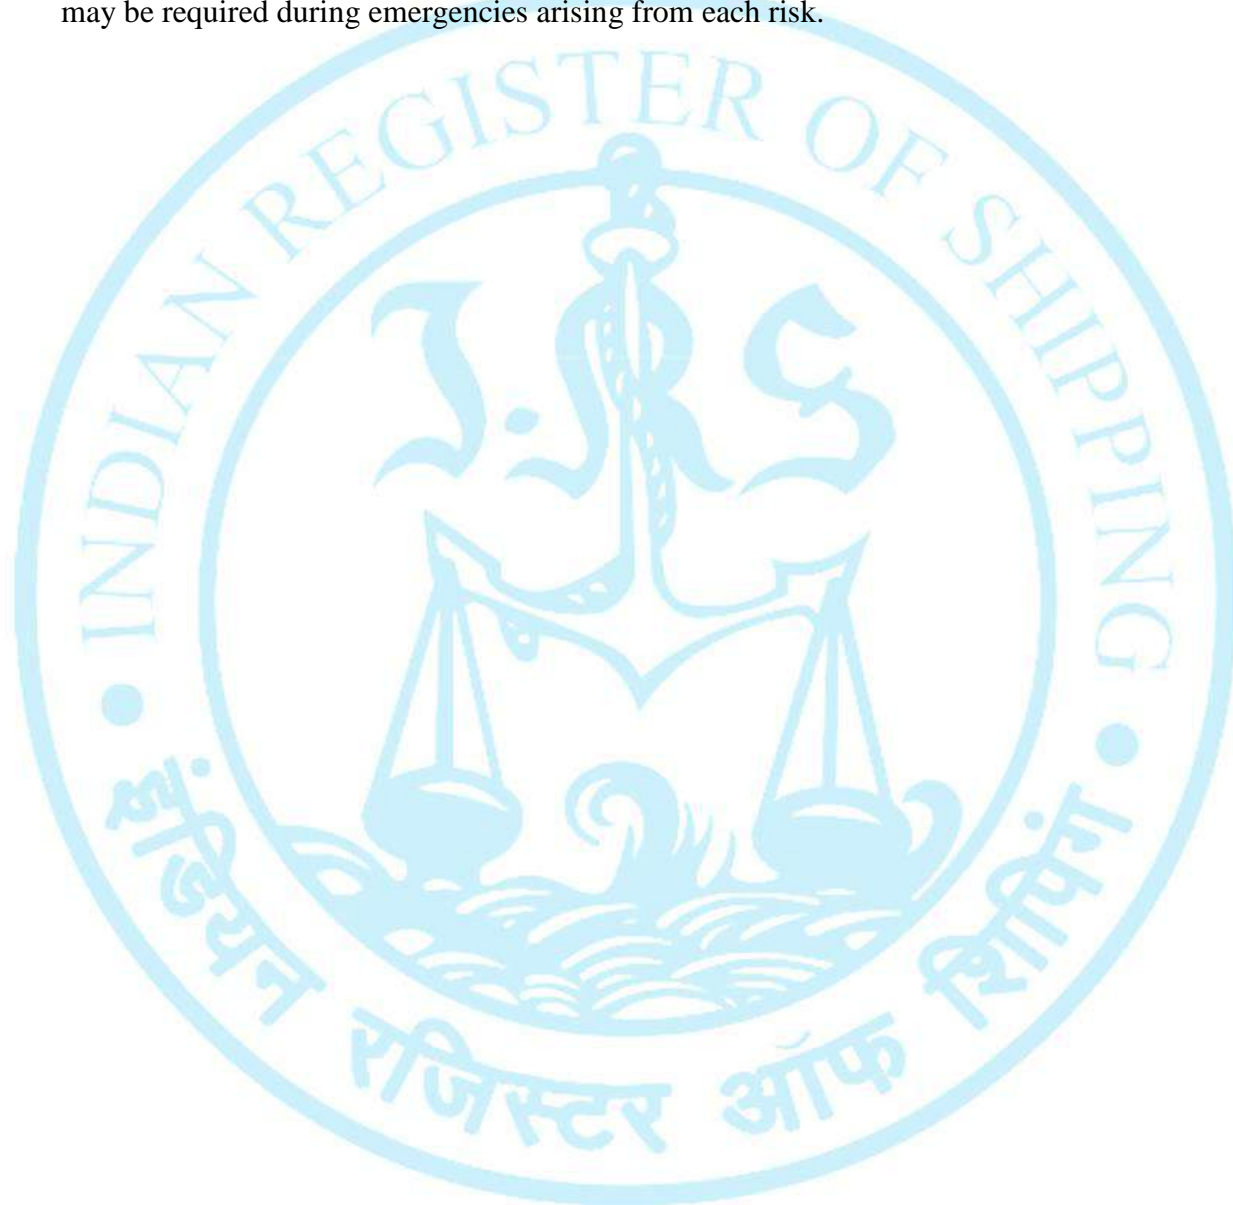 may be required during emergencies arising from each risk.
INDIAN REGISTER OF SHIPPING
I.R.S
इंडियन रजिस्टर ऑफ शिपिंग